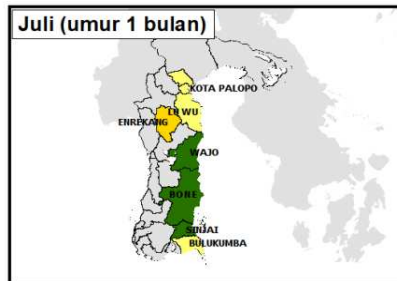 Juli (umur 1 bulan)
KOTA PALOPO
LUWU
ENREKANG
WAJO
BONE
SINJAI
BULUKUMBA